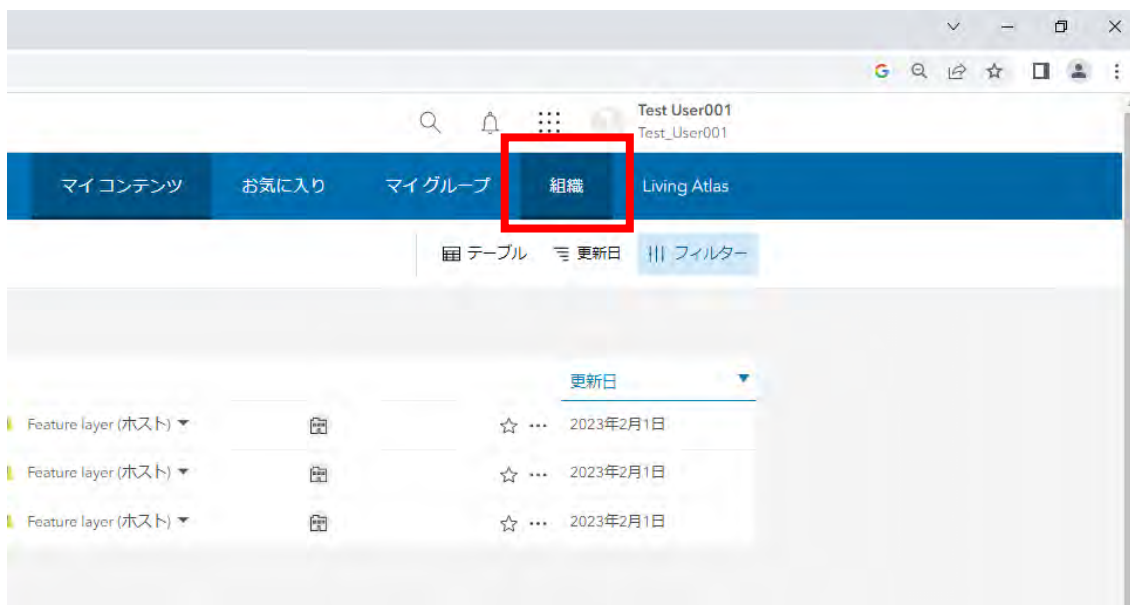 Test User001
Test_User001
マイ コンテンツ お気に入り マイ グループ 組織 Living Atlas
テーブル 更新日 フィルター
更新日
Feature layer (ホスト) 2023年2月1日
Feature layer (ホスト) 2023年2月1日
Feature layer (ホスト) 2023年2月1日